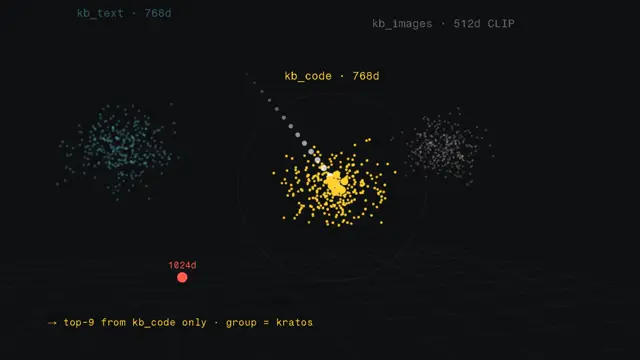 kb_text · 768d
kb_images · 512d CLIP
kb_code · 768d
1024d
→ top-9 from kb_code only · group = kratos